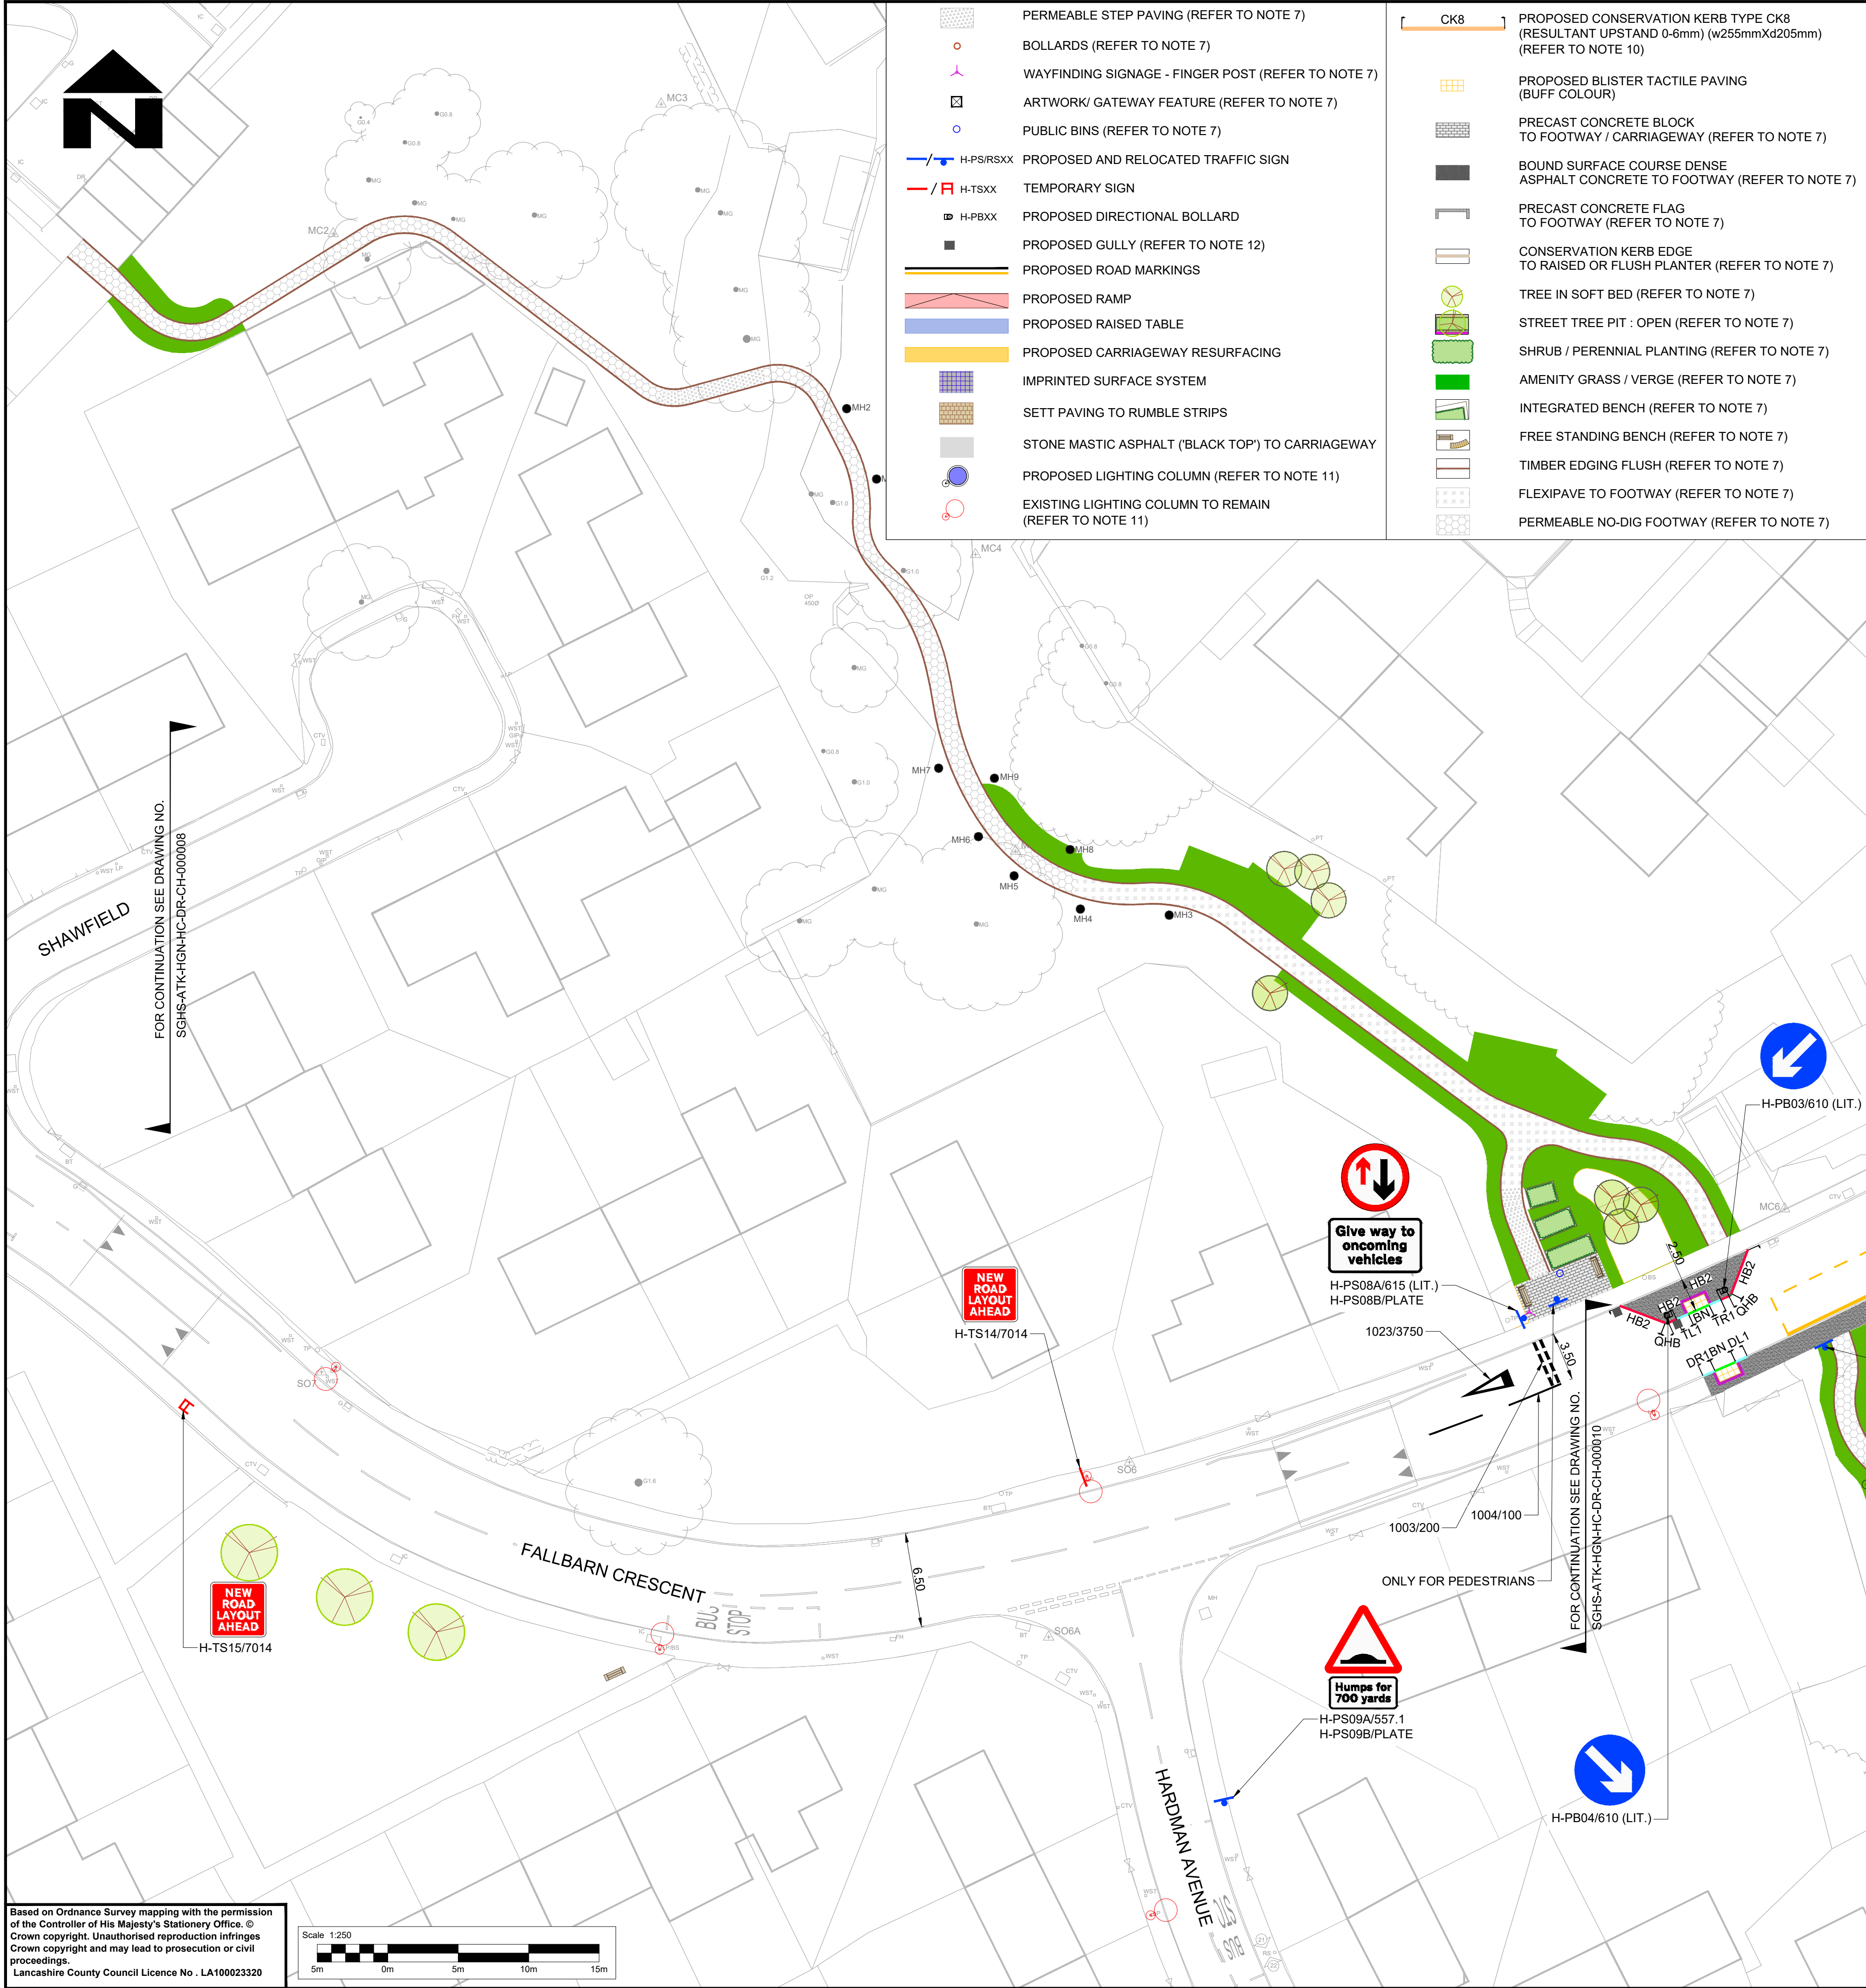 PERMEABLE STEP PAVING (REFER TO NOTE 7)
BOLLARDS (REFER TO NOTE 7)
WAYFINDING SIGNAGE - FINGER POST (REFER TO NOTE 7)
ARTWORK/ GATEWAY FEATURE (REFER TO NOTE 7)
PUBLIC BINS (REFER TO NOTE 7)
H-PS/RSXX PROPOSED AND RELOCATED TRAFFIC SIGN
H-TSXX TEMPORARY SIGN
H-PBXX PROPOSED DIRECTIONAL BOLLARD
PROPOSED GULLY (REFER TO NOTE 12)
PROPOSED ROAD MARKINGS
PROPOSED RAMP
PROPOSED RAISED TABLE
PROPOSED CARRIAGEWAY RESURFACING
IMPRINTED SURFACE SYSTEM
SETT PAVING TO RUMBLE STRIPS
STONE MASTIC ASPHALT ('BLACK TOP') TO CARRIAGEWAY
PROPOSED LIGHTING COLUMN (REFER TO NOTE 11)
EXISTING LIGHTING COLUMN TO REMAIN
(REFER TO NOTE 11)
CK8
PROPOSED CONSERVATION KERB TYPE CK8
(RESULTANT UPSTAND 0-6mm) (w255mmXd205mm)
(REFER TO NOTE 10)
PROPOSED BLISTER TACTILE PAVING
(BUFF COLOUR)
PRECAST CONCRETE BLOCK
TO FOOTWAY / CARRIAGEWAY (REFER TO NOTE 7)
BOUND SURFACE COURSE DENSE
ASPHALT CONCRETE TO FOOTWAY (REFER TO NOTE 7)
PRECAST CONCRETE FLAG
TO FOOTWAY (REFER TO NOTE 7)
CONSERVATION KERB EDGE
TO RAISED OR FLUSH PLANTER (REFER TO NOTE 7)
TREE IN SOFT BED (REFER TO NOTE 7)
STREET TREE PIT : OPEN (REFER TO NOTE 7)
SHRUB / PERENNIAL PLANTING (REFER TO NOTE 7)
AMENITY GRASS / VERGE (REFER TO NOTE 7)
INTEGRATED BENCH (REFER TO NOTE 7)
FREE STANDING BENCH (REFER TO NOTE 7)
TIMBER EDGING FLUSH (REFER TO NOTE 7)
FLEXIPAVE TO FOOTWAY (REFER TO NOTE 7)
PERMEABLE NO-DIG FOOTWAY (REFER TO NOTE 7)
N
MC3
MC2
MH2
MC4
MH7
MH9
MH6
MH8
MH5
MH4
MH3
SHAWFIELD
FOR CONTINUATION SEE DRAWING NO.
SGHS-ATK-HGN-HC-DR-CH-000008
H-PB03/610 (LIT.)
MC6
Give way to
oncoming
vehicles
H-PS08A/615 (LIT.)
H-PS08B/PLATE
1023/3750
3.50
2.50
HB2
HB2
HB2
HB2
QHB
TL1
BN
TR1
QHB
DR1
BN
DL1
NEW
ROAD
LAYOUT
AHEAD
H-TS14/7014
SO7
SO6
1004/100
1003/200
ONLY FOR PEDESTRIANS
FOR CONTINUATION SEE DRAWING NO.
SGHS-ATK-HGN-HC-DR-CH-000010
FALLBARN CRESCENT
6.50
BUS
STOP
NEW
ROAD
LAYOUT
AHEAD
H-TS15/7014
SO6A
Humps for
700 yards
H-PS09A/557.1
H-PS09B/PLATE
HARDMAN AVENUE
H-PB04/610 (LIT.)
Based on Ordnance Survey mapping with the permission
of the Controller of His Majesty's Stationery Office. ©
Crown copyright. Unauthorised reproduction infringes
Crown copyright and may lead to prosecution or civil
proceedings.
Lancashire County Council Licence No . LA100023320
Scale 1:250
5m 0m 5m 10m 15m